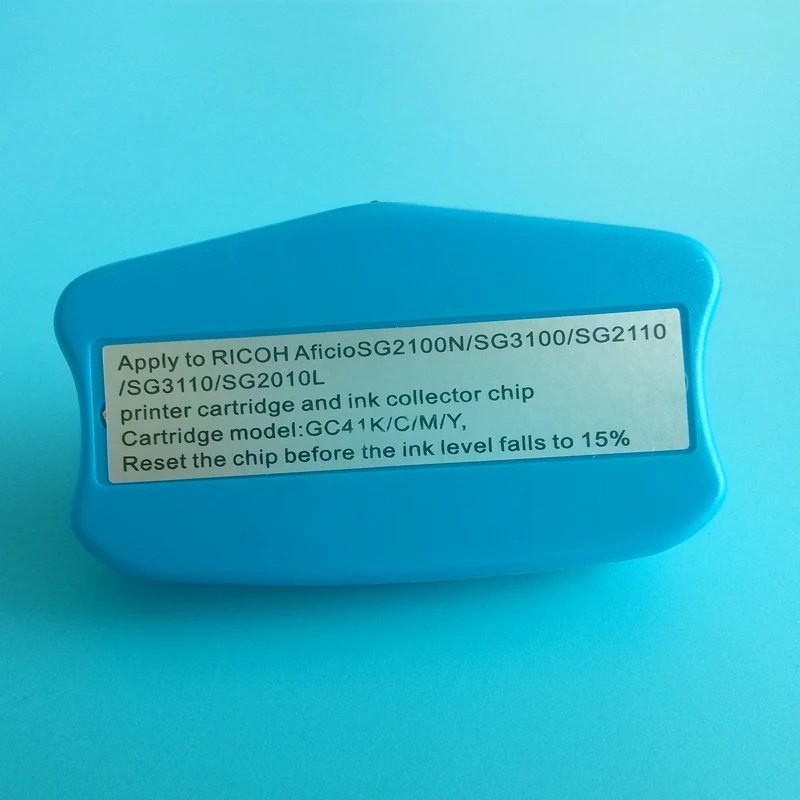 Apply to RICOH AficioSG2100N/SG3100/SG2110
/SG3110/SG2010L
printer cartridge and ink collector chip
Cartridge model:GC41K/C/M/Y,
Reset the chip before the ink level falls to 15%